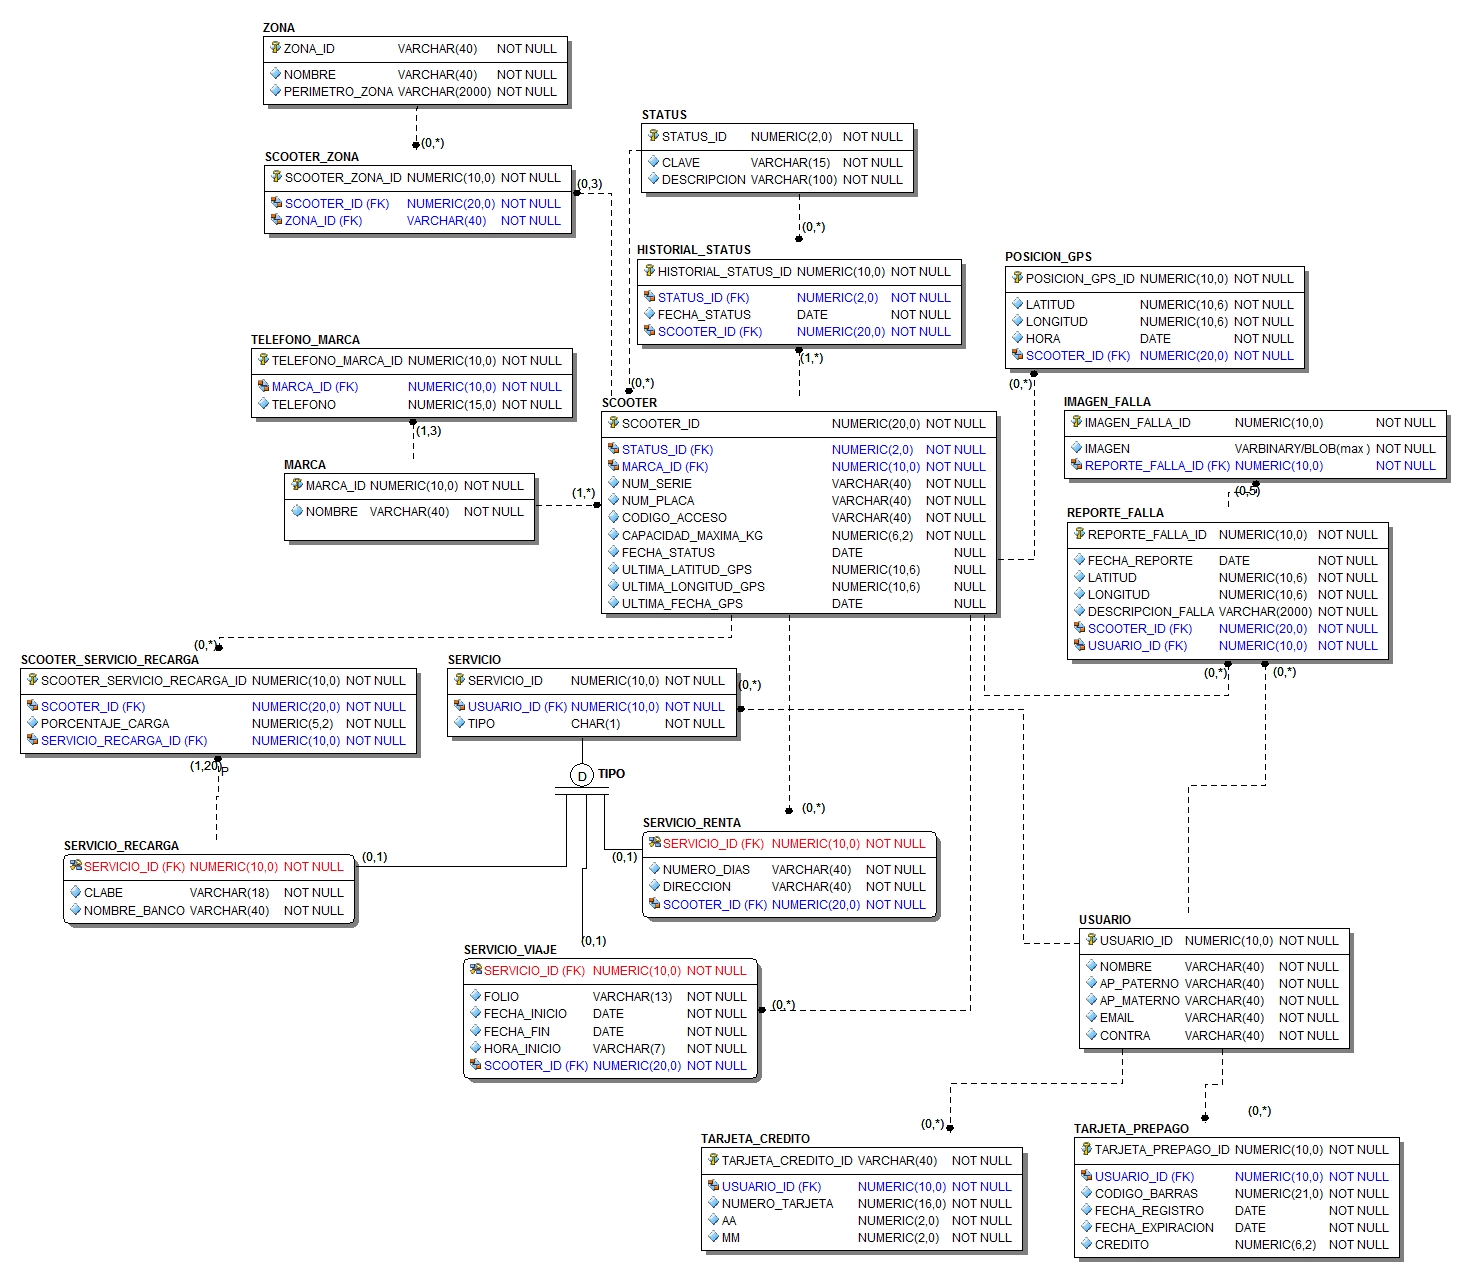 ZONA
ZONA_ID VARCHAR(40) NOT NULL
NOMBRE VARCHAR(40) NOT NULL
PERIMETRO_ZONA VARCHAR(2000) NOT NULL
(0,*)
SCOOTER_ZONA
SCOOTER_ZONA_ID NUMERIC(10,0) NOT NULL
SCOOTER_ID (FK) NUMERIC(20,0) NOT NULL
ZONA_ID (FK) VARCHAR(40) NOT NULL
(0,3)
STATUS
STATUS_ID NUMERIC(2,0) NOT NULL
CLAVE VARCHAR(15) NOT NULL
DESCRIPCION VARCHAR(100) NOT NULL
(0,*)
HISTORIAL_STATUS
HISTORIAL_STATUS_ID NUMERIC(10,0) NOT NULL
STATUS_ID (FK) NUMERIC(2,0) NOT NULL
FECHA_STATUS DATE NOT NULL
SCOOTER_ID (FK) NUMERIC(20,0) NOT NULL
(1,*)
(0,*)
POSICION_GPS
POSICION_GPS_ID NUMERIC(10,0) NOT NULL
LATITUD NUMERIC(10,6) NOT NULL
LONGITUD NUMERIC(10,6) NOT NULL
HORA DATE NOT NULL
SCOOTER_ID (FK) NUMERIC(20,0) NOT NULL
(0,*)
TELEFONO_MARCA
TELEFONO_MARCA_ID NUMERIC(10,0) NOT NULL
MARCA_ID (FK) NUMERIC(10,0) NOT NULL
TELEFONO NUMERIC(15,0) NOT NULL
(1,3)
MARCA
MARCA_ID NUMERIC(10,0) NOT NULL
NOMBRE VARCHAR(40) NOT NULL
(1,*)
SCOOTER
SCOOTER_ID NUMERIC(20,0) NOT NULL
STATUS_ID (FK) NUMERIC(2,0) NOT NULL
MARCA_ID (FK) NUMERIC(10,0) NOT NULL
NUM_SERIE VARCHAR(40) NOT NULL
NUM_PLACA VARCHAR(40) NOT NULL
CODIGO_ACCESO VARCHAR(40) NOT NULL
CAPACIDAD_MAXIMA_KG NUMERIC(6,2) NOT NULL
FECHA_STATUS DATE NULL
ULTIMA_LATITUD_GPS NUMERIC(10,6) NULL
ULTIMA_LONGITUD_GPS NUMERIC(10,6) NULL
ULTIMA_FECHA_GPS DATE NULL
IMAGEN_FALLA
IMAGEN_FALLA_ID NUMERIC(10,0) NOT NULL
IMAGEN VARBINARY/BLOB(max ) NOT NULL
REPORTE_FALLA_ID (FK) NUMERIC(10,0) NOT NULL
(0,5)
REPORTE_FALLA
REPORTE_FALLA_ID NUMERIC(10,0) NOT NULL
FECHA_REPORTE DATE NOT NULL
LATITUD NUMERIC(10,6) NOT NULL
LONGITUD NUMERIC(10,6) NOT NULL
DESCRIPCION_FALLA VARCHAR(2000) NOT NULL
SCOOTER_ID (FK) NUMERIC(20,0) NOT NULL
USUARIO_ID (FK) NUMERIC(10,0) NOT NULL
(0,*) (0,*)
(0,*)
SCOOTER_SERVICIO_RECARGA
SCOOTER_SERVICIO_RECARGA_ID NUMERIC(10,0) NOT NULL
SCOOTER_ID (FK) NUMERIC(20,0) NOT NULL
PORCENTAJE_CARGA NUMERIC(5,2) NOT NULL
SERVICIO_RECARGA_ID (FK) NUMERIC(10,0) NOT NULL
(1,20)
P
SERVICIO
SERVICIO_ID NUMERIC(10,0) NOT NULL
USUARIO_ID (FK) NUMERIC(10,0) NOT NULL
TIPO CHAR(1) NOT NULL
(0,*)
D TIPO
SERVICIO_RECARGA
SERVICIO_ID (FK) NUMERIC(10,0) NOT NULL
CLABE VARCHAR(18) NOT NULL
NOMBRE_BANCO VARCHAR(40) NOT NULL
(0,1)
(0,*)
SERVICIO_RENTA
SERVICIO_ID (FK) NUMERIC(10,0) NOT NULL
NUMERO_DIAS VARCHAR(40) NOT NULL
DIRECCION VARCHAR(40) NOT NULL
SCOOTER_ID (FK) NUMERIC(20,0) NOT NULL
(0,1)
(0,1)
SERVICIO_VIAJE
SERVICIO_ID (FK) NUMERIC(10,0) NOT NULL
FOLIO VARCHAR(13) NOT NULL
FECHA_INICIO DATE NOT NULL
FECHA_FIN DATE NOT NULL
HORA_INICIO VARCHAR(7) NOT NULL
SCOOTER_ID (FK) NUMERIC(20,0) NOT NULL
(0,*)
USUARIO
USUARIO_ID NUMERIC(10,0) NOT NULL
NOMBRE VARCHAR(40) NOT NULL
AP_PATERNO VARCHAR(40) NOT NULL
AP_MATERNO VARCHAR(40) NOT NULL
EMAIL VARCHAR(40) NOT NULL
CONTRA VARCHAR(40) NOT NULL
(0,*)
TARJETA_CREDITO
TARJETA_CREDITO_ID VARCHAR(40) NOT NULL
USUARIO_ID (FK) NUMERIC(10,0) NOT NULL
NUMERO_TARJETA NUMERIC(16,0) NOT NULL
AA NUMERIC(2,0) NOT NULL
MM NUMERIC(2,0) NOT NULL
(0,*)
TARJETA_PREPAGO
TARJETA_PREPAGO_ID NUMERIC(10,0) NOT NULL
USUARIO_ID (FK) NUMERIC(10,0) NOT NULL
CODIGO_BARRAS NUMERIC(21,0) NOT NULL
FECHA_REGISTRO DATE NOT NULL
FECHA_EXPIRACION DATE NOT NULL
CREDITO NUMERIC(6,2) NOT NULL